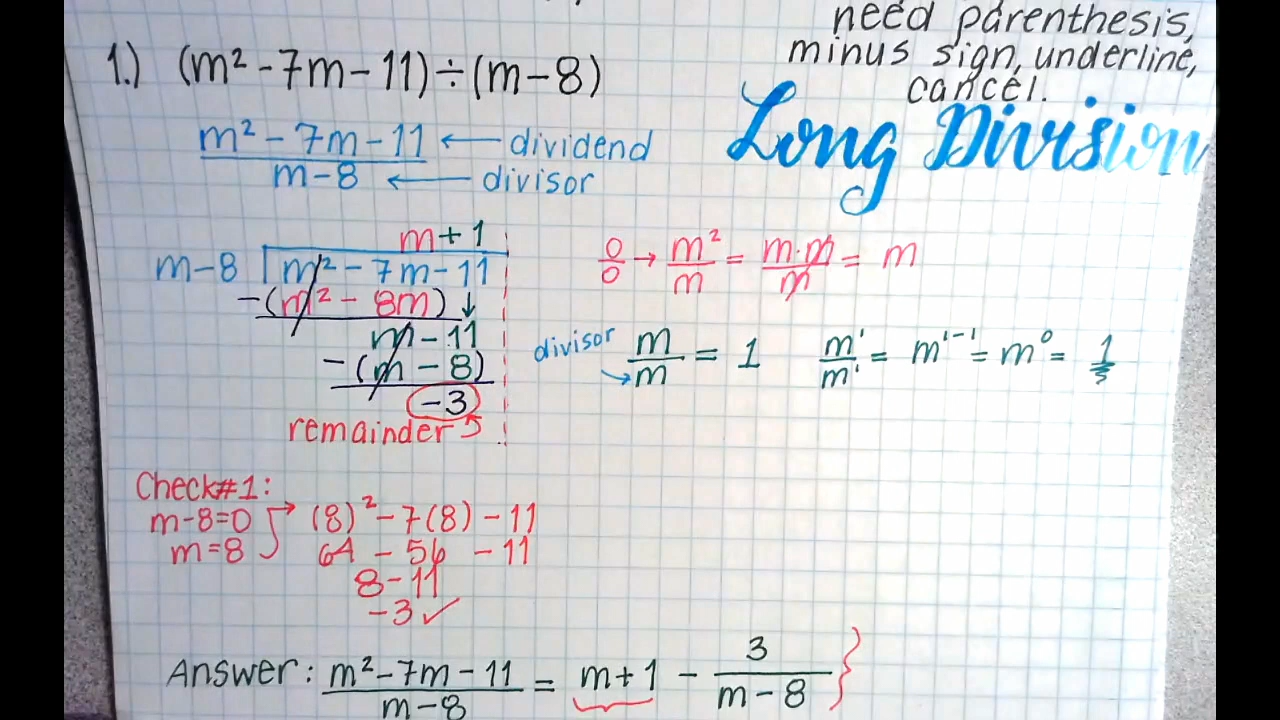 need parenthesis,
minus sign, underline,
cancel.
Long Division
1.) (m² - 7m - 11) ÷ (m - 8)
m² - 7m - 11 ← dividend
m - 8 ← divisor
m + 1
m - 8 m² - 7m - 11
-(m² - 8m) ↓
m - 11
-(m - 8)
-3
remainder
o/o → m²/m = m·m/m = m
divisor → m/m = 1 m¹/m¹ = m¹⁻¹ = m⁰ = 1
Check#1:
m-8=0 → (8)² - 7(8) - 11
m=8 64 - 56 - 11
8 - 11
-3 ✓
Answer: m² - 7m - 11 / m - 8 = m + 1 - 3 / m - 8